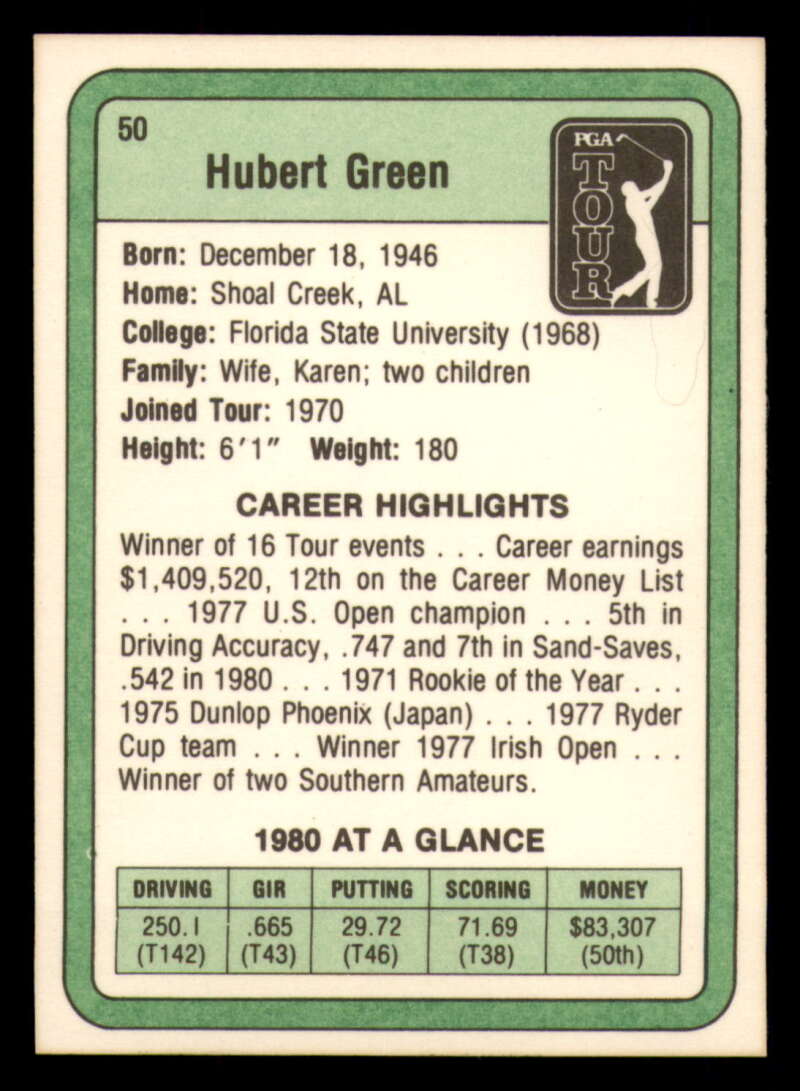 50
Hubert Green
PGA
TOUR
Born: December 18, 1946
Home: Shoal Creek, AL
College: Florida State University (1968)
Family: Wife, Karen; two children
Joined Tour: 1970
Height: 6'1" Weight: 180
CAREER HIGHLIGHTS
Winner of 16 Tour events . . . Career earnings
$1,409,520, 12th on the Career Money List
. . . 1977 U.S. Open champion . . . 5th in
Driving Accuracy, .747 and 7th in Sand-Saves,
.542 in 1980 . . . 1971 Rookie of the Year . . .
1975 Dunlop Phoenix (Japan) . . . 1977 Ryder
Cup team . . . Winner 1977 Irish Open . . .
Winner of two Southern Amateurs.
1980 AT A GLANCE
DRIVING GIR PUTTING SCORING MONEY
250.1 .665 29.72 71.69 $83,307
(T142) (T43) (T46) (T38) (50th)